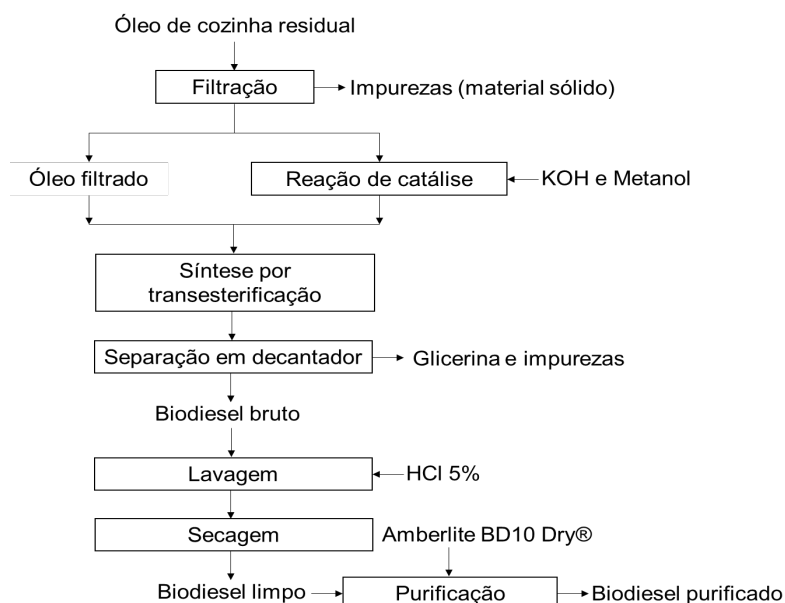 Óleo de cozinha residual
Filtração
Impurezas (material sólido)
Óleo filtrado
Reação de catálise
KOH e Metanol
Síntese por
transesterificação
Separação em decantador
Glicerina e impurezas
Biodiesel bruto
Lavagem
HCl 5%
Secagem
Amberlite BD10 Dry®
Biodiesel limpo
Purificação
Biodiesel purificado